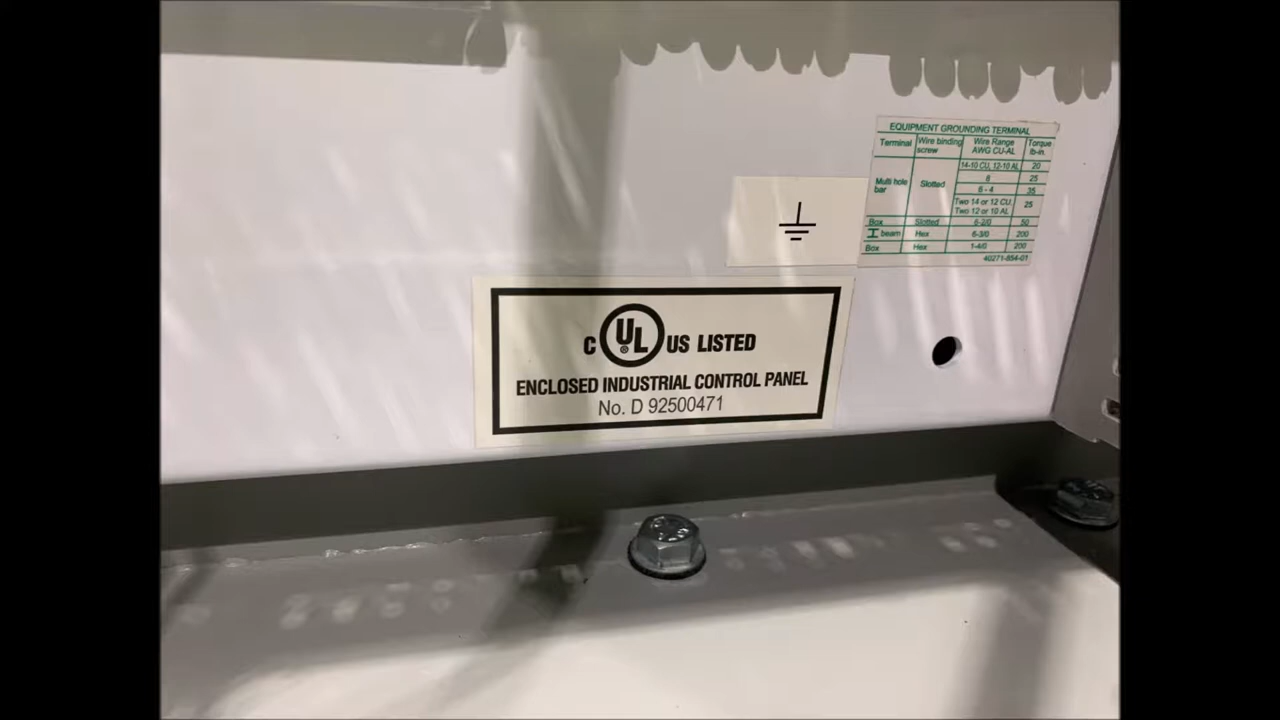 EQUIPMENT GROUNDING TERMINAL
Terminal Wire binding screw Wire Range AWG CU-AL Torque lb-in.
Multi hole bar Slotted 14-10 CU, 12-10 AL 20
8 25
6 - 4 35
Two 14 or 12 CU, Two 12 or 10 AL 25
Box Slotted 6-2/0 50
I beam Hex 6-3/0 200
Box Hex 1-4/0 200
40271-854-01
C UL ® US LISTED
ENCLOSED INDUSTRIAL CONTROL PANEL
No. D 92500471